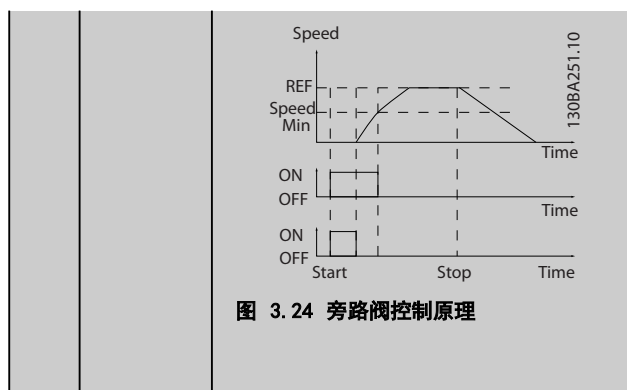 Speed
130BA251.10
REF
Speed
Min
Time
ON
OFF
Time
ON
OFF
Start
Stop
Time
图 3.24 旁路阀控制原理